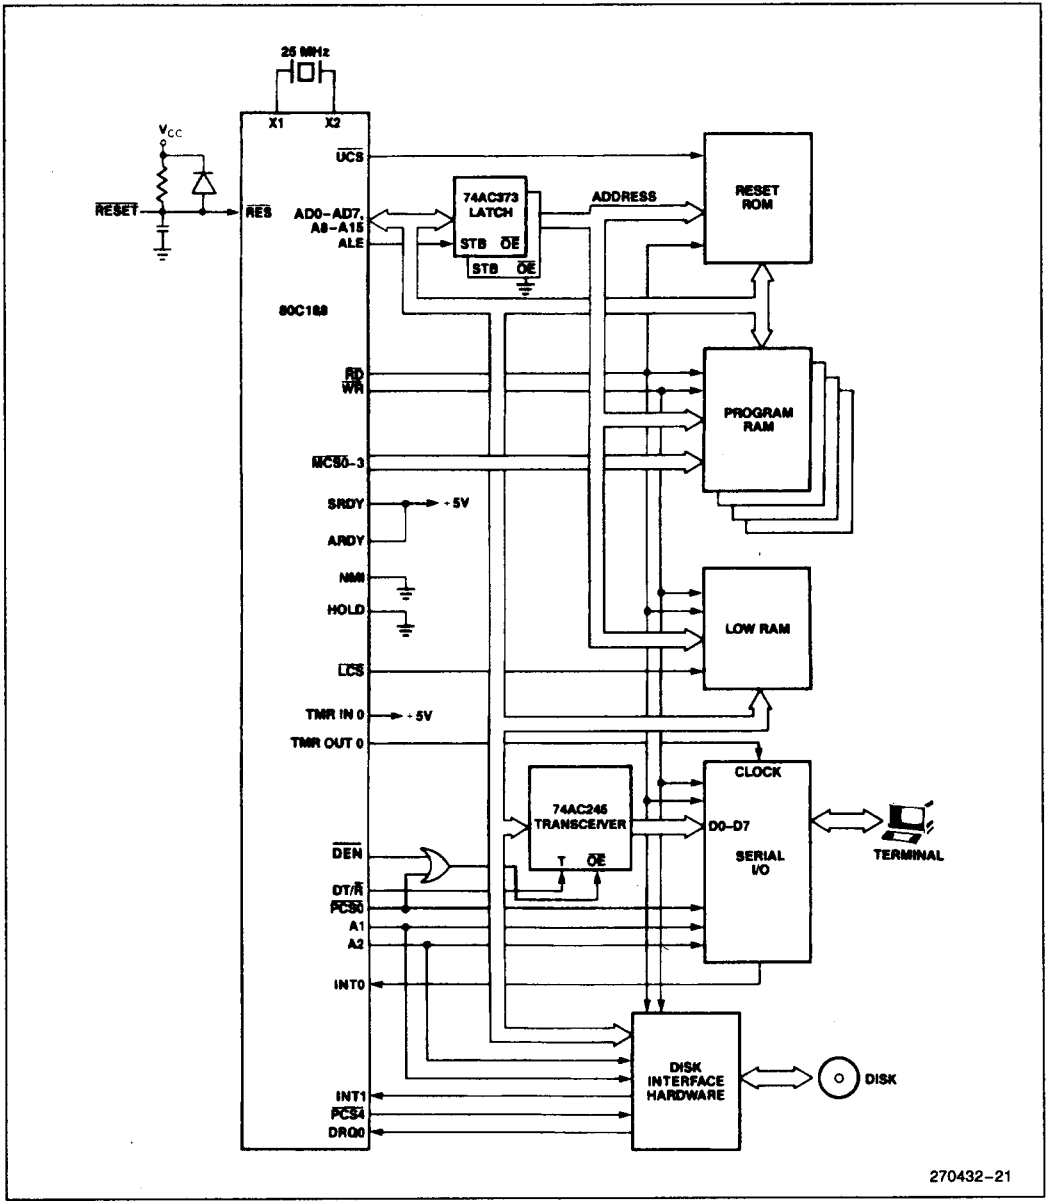 25 MHz
X1 X2
VCC
RESET
RES
UCS
AD0-AD7,
A8-A15
ALE
80C188
RD
WR
MCS0-3
SRDY
+5V
ARDY
NMI
HOLD
LCS
TMR IN 0
+5V
TMR OUT 0
DEN
DT/R
PCS0
A1
A2
INT0
INT1
PCS4
DRQ0
74AC373
LATCH
STB OE
STB OE
ADDRESS
RESET
ROM
PROGRAM
RAM
LOW RAM
74AC245
TRANSCEIVER
T OE
CLOCK
D0-D7
SERIAL
I/O
TERMINAL
DISK
INTERFACE
HARDWARE
DISK
270432-21